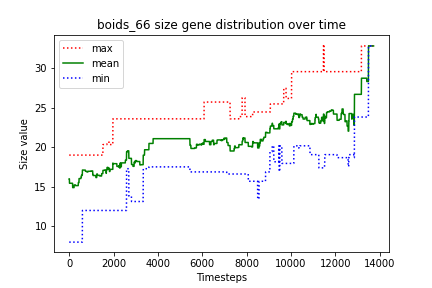 boids_66 size gene distribution over time
max
mean
min
Size value
30
25
20
15
10
0 2000 4000 6000 8000 10000 12000 14000
Timesteps